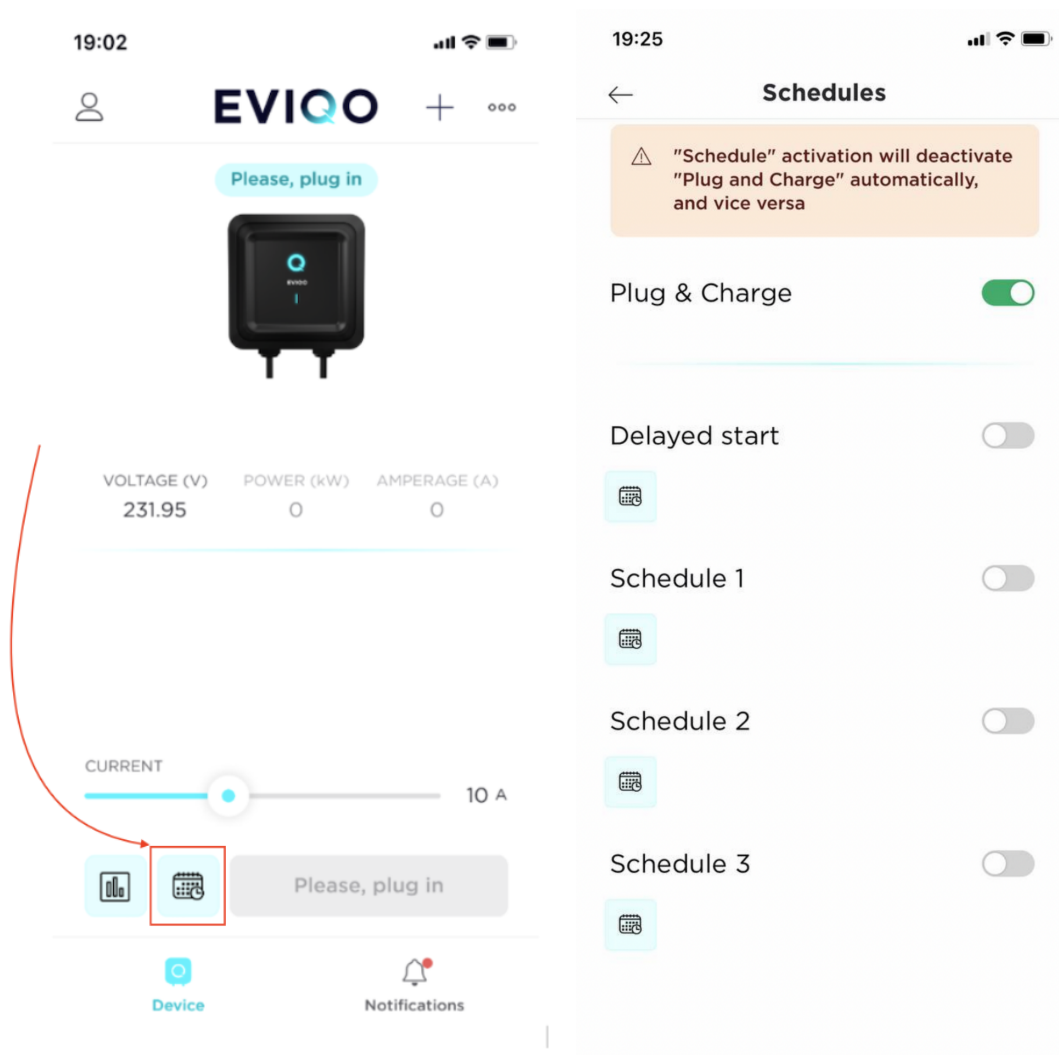 19:02
EVIQO
Please, plug in
EVIQO
VOLTAGE (V) POWER (kW) AMPERAGE (A)
231.95 0 0
CURRENT
10 A
Please, plug in
Device Notifications
19:25
Schedules
"Schedule" activation will deactivate
"Plug and Charge" automatically,
and vice versa
Plug & Charge
Delayed start
Schedule 1
Schedule 2
Schedule 3